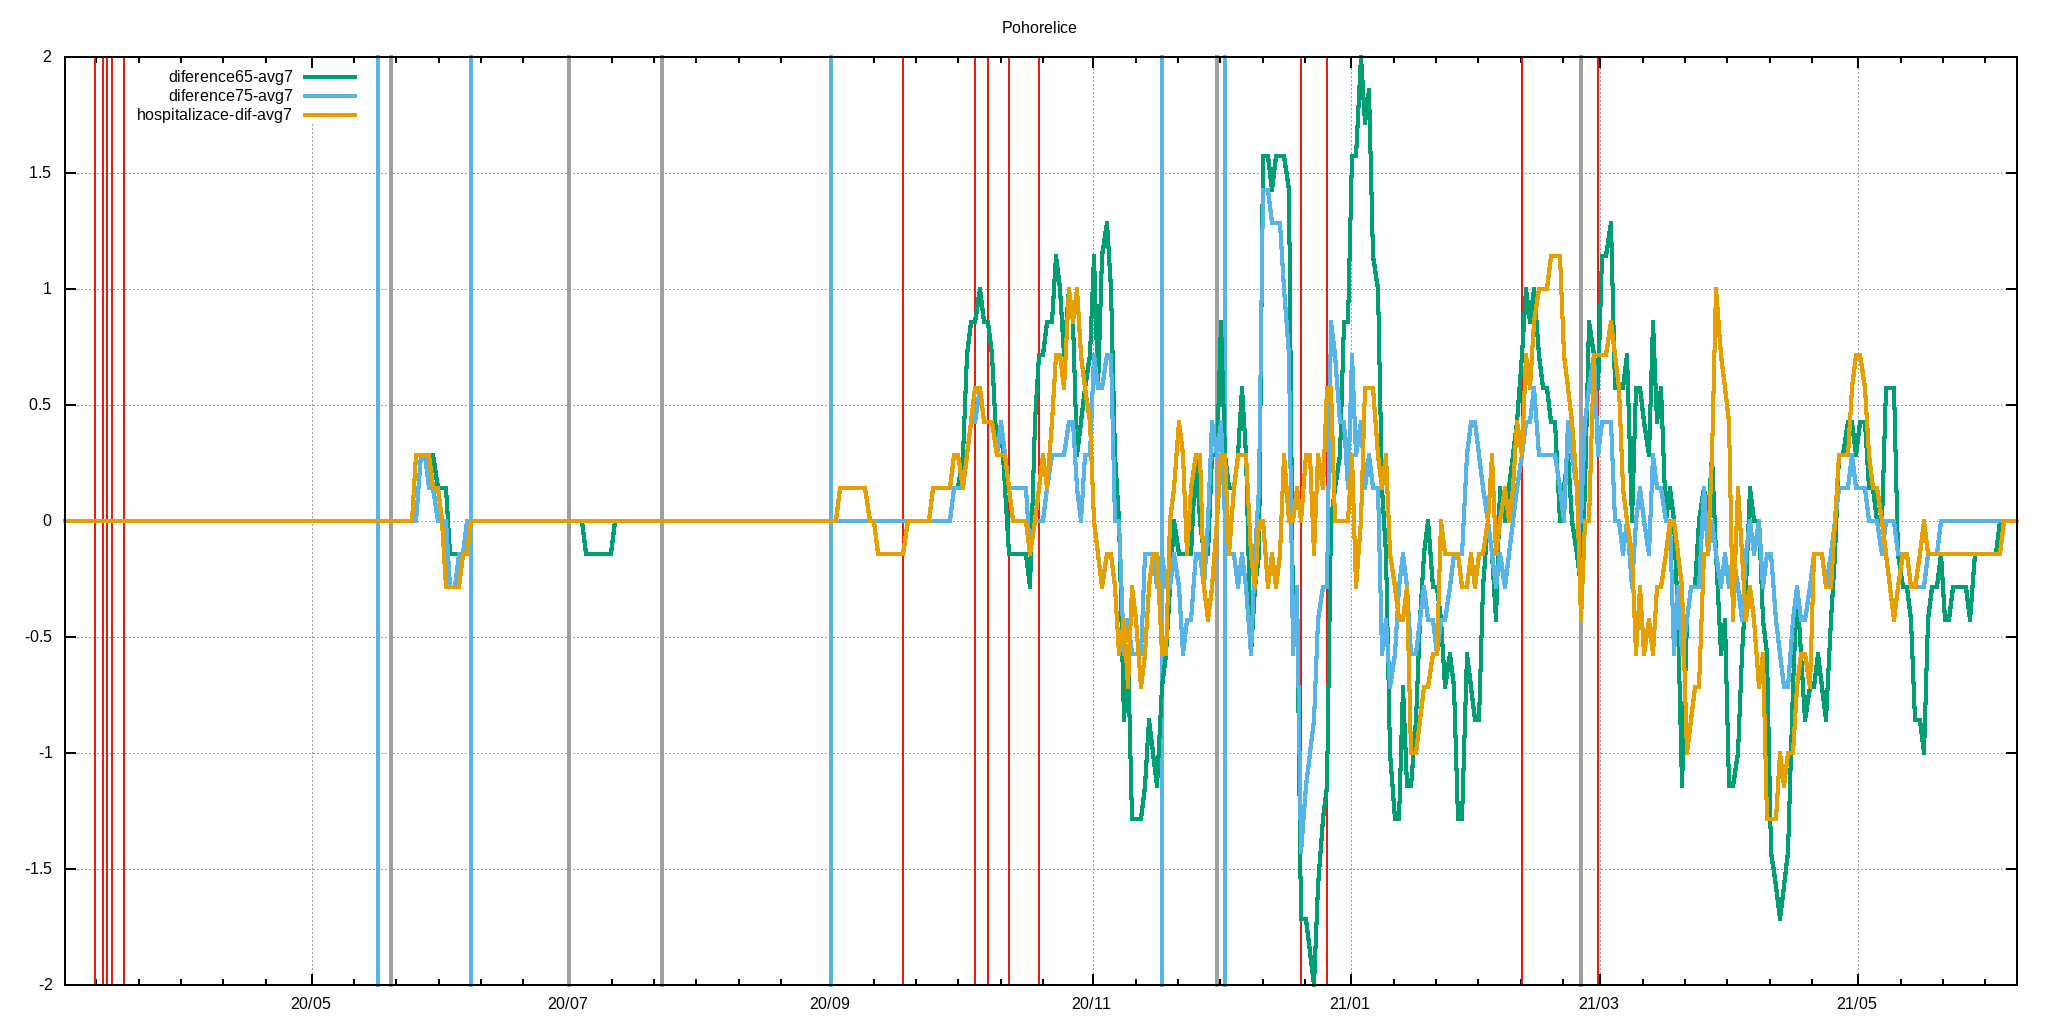 Pohorelice
diference65-avg7
diference75-avg7
hospitalizace-dif-avg7
2
1.5
1
0.5
0
-0.5
-1
-1.5
-2
20/05 20/07 20/09 20/11 21/01 21/03 21/05